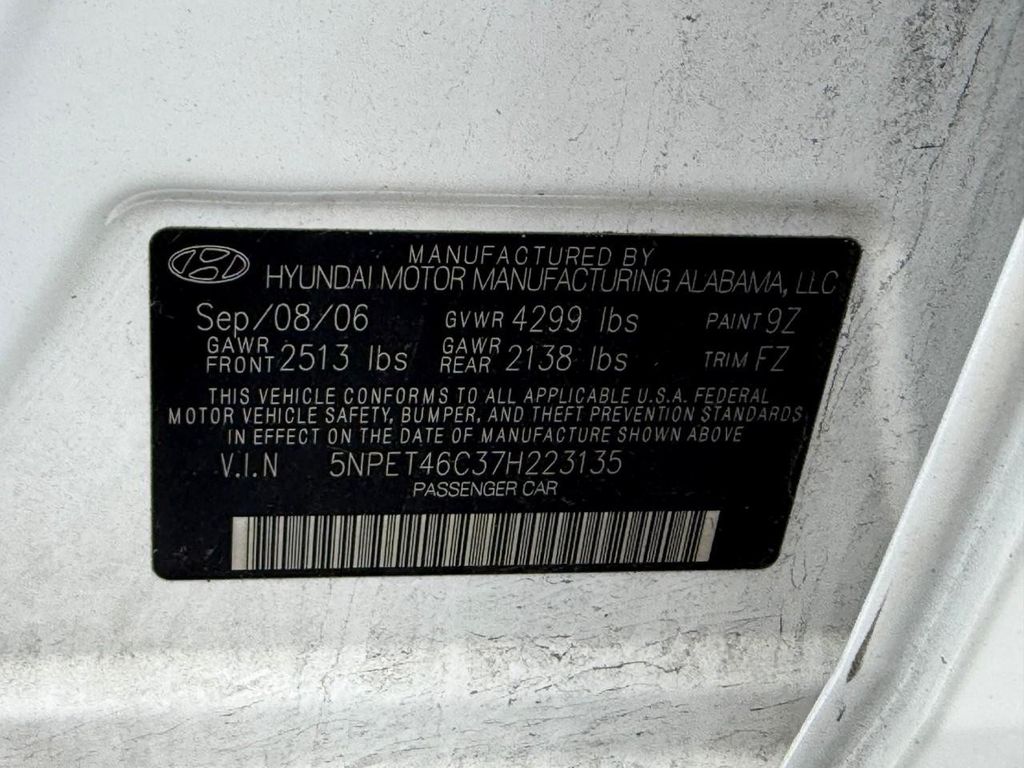 MANUFACTURED BY
HYUNDAI MOTOR MANUFACTURING ALABAMA, LLC
Sep/08/06 GVWR 4299 lbs PAINT 9Z
GAWR FRONT 2513 lbs GAWR REAR 2138 lbs TRIM FZ
THIS VEHICLE CONFORMS TO ALL APPLICABLE U.S.A. FEDERAL
MOTOR VEHICLE SAFETY, BUMPER, AND THEFT PREVENTION STANDARDS
IN EFFECT ON THE DATE OF MANUFACTURE SHOWN ABOVE
V.I.N 5NPET46C37H223135
PASSENGER CAR